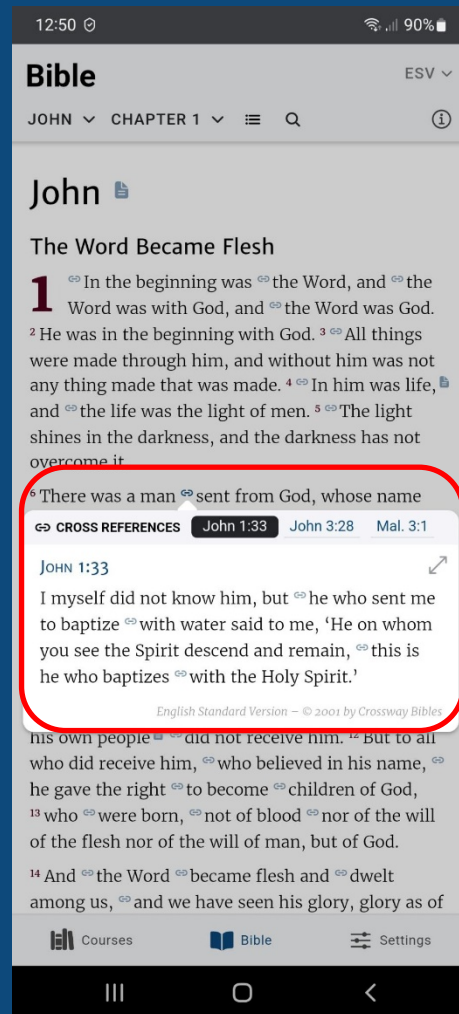 12:50 90%
Bible ESV
JOHN CHAPTER 1
John
The Word Became Flesh
1 In the beginning was the Word, and the
Word was with God, and the Word was God.
2 He was in the beginning with God. 3 All things
were made through him, and without him was not
any thing made that was made. 4 In him was life,
and the life was the light of men. 5 The light
shines in the darkness, and the darkness has not
overcome it
6 There was a man sent from God, whose name
CROSS REFERENCES John 1:33 John 3:28 Mal. 3:1
JOHN 1:33
I myself did not know him, but he who sent me
to baptize with water said to me, ‘He on whom
you see the Spirit descend and remain, this is
he who baptizes with the Holy Spirit.’
English Standard Version – © 2001 by Crossway Bibles
his own people did not receive him. 12 But to all
who did receive him, who believed in his name,
he gave the right to become children of God,
13 who were born, not of blood nor of the will
of the flesh nor of the will of man, but of God.
14 And the Word became flesh and dwelt
among us, and we have seen his glory, glory as of
Courses Bible Settings